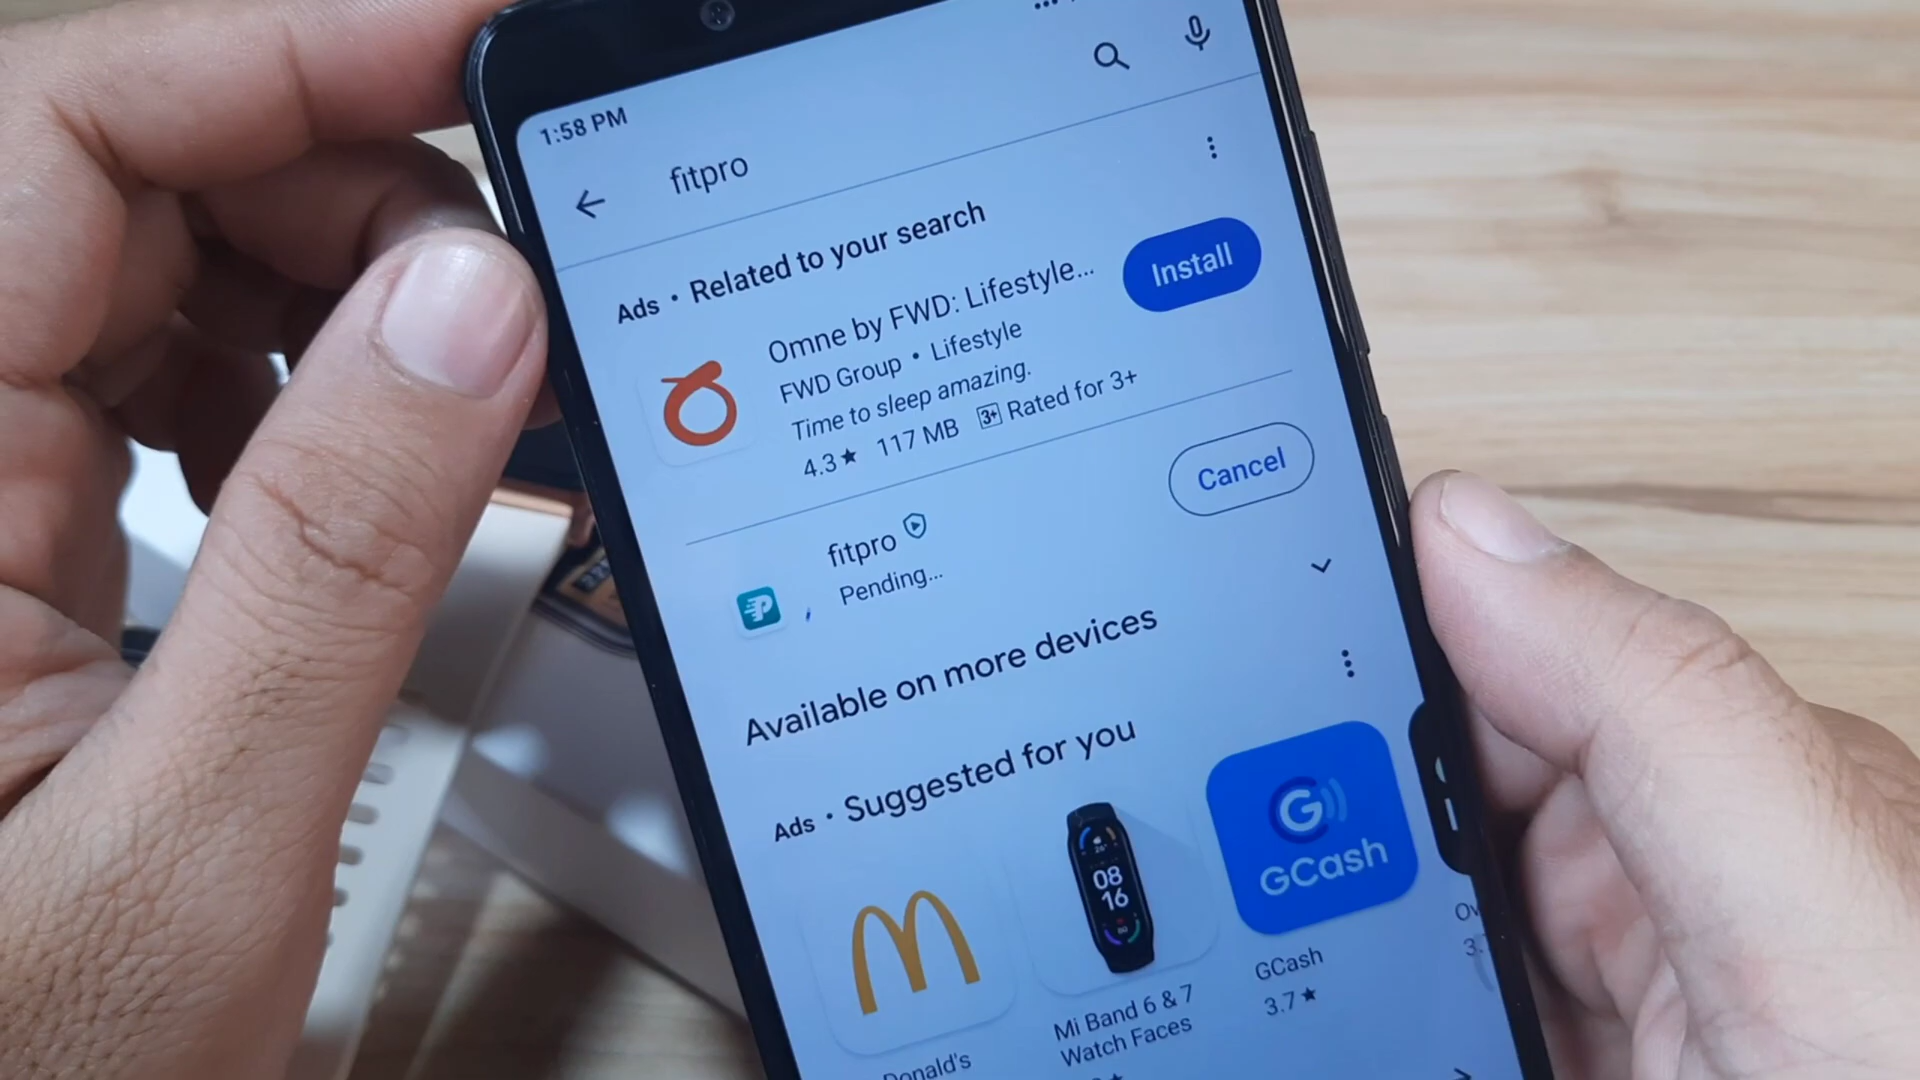 1:58 PM
fitpro
Ads • Related to your search
Omne by FWD: Lifestyle...
Install
FWD Group • Lifestyle
Time to sleep amazing.
4.3★ 117 MB 3+ Rated for 3+
fitpro
Cancel
Pending...
Available on more devices
Ads • Suggested for you
08
16
G
GCash
Donald's
Mi Band 6 & 7
Watch Faces
GCash
3.7★